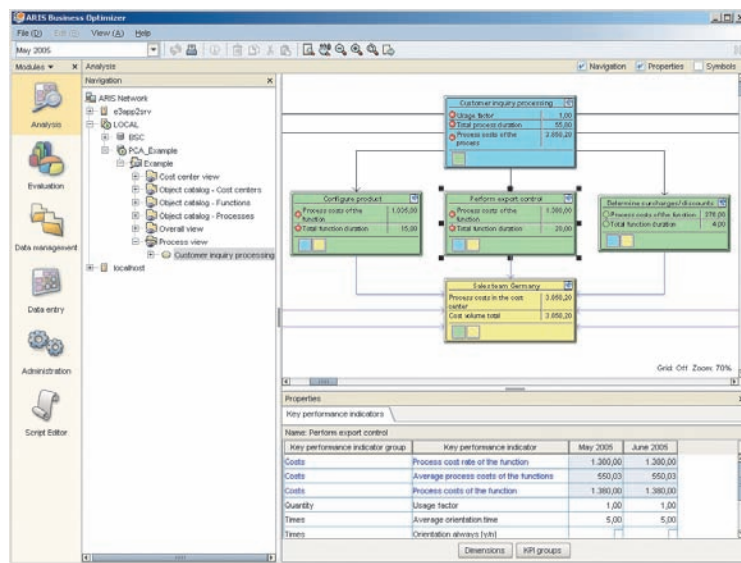 ARIS Business Optimizer
File (D) Edit (E) View (A) Help
May 2005
Modules
Analysis
Navigation
Properties
Symbols
Analysis
Evaluation
Data management
Data entry
Administration
Script Editor
Navigation
ARIS Network
e3app2srv
LOCAL
BSC
PCA_Example
Example
Cost center view
Object catalog - Cost centers
Object catalog - Functions
Object catalog - Processes
Overall view
Process view
Customer inquiry processing
localhost
Customer inquiry processing
Usage factor 1,00
Total process duration 55,00
Process costs of the process 3.050,20
Configure product
Process costs of the function
Total function duration 15,00
Perform export control
Process costs of the function
Total function duration 20,00
Determine surcharges/discounts
Process costs of the function
Total function duration 4,00
Sales team Germany
Process costs in the cost center 3.050,20
Cost volume total 3.050,20
Grid: Off Zoom: 70%
Properties
Key performance indicators
Name: Perform export control
Key performance indicator group Key performance indicator May 2005 June 2005
Costs Process cost rate of the function 1.380,00 1.380,00
Costs Average process costs of the functions 550,03 550,03
Costs Process costs of the function 1.380,00 1.380,00
Quantity Usage factor 1,00 1,00
Times Average orientation time 5,00 5,00
Times Orientation always [y/n]
Dimensions KPI groups